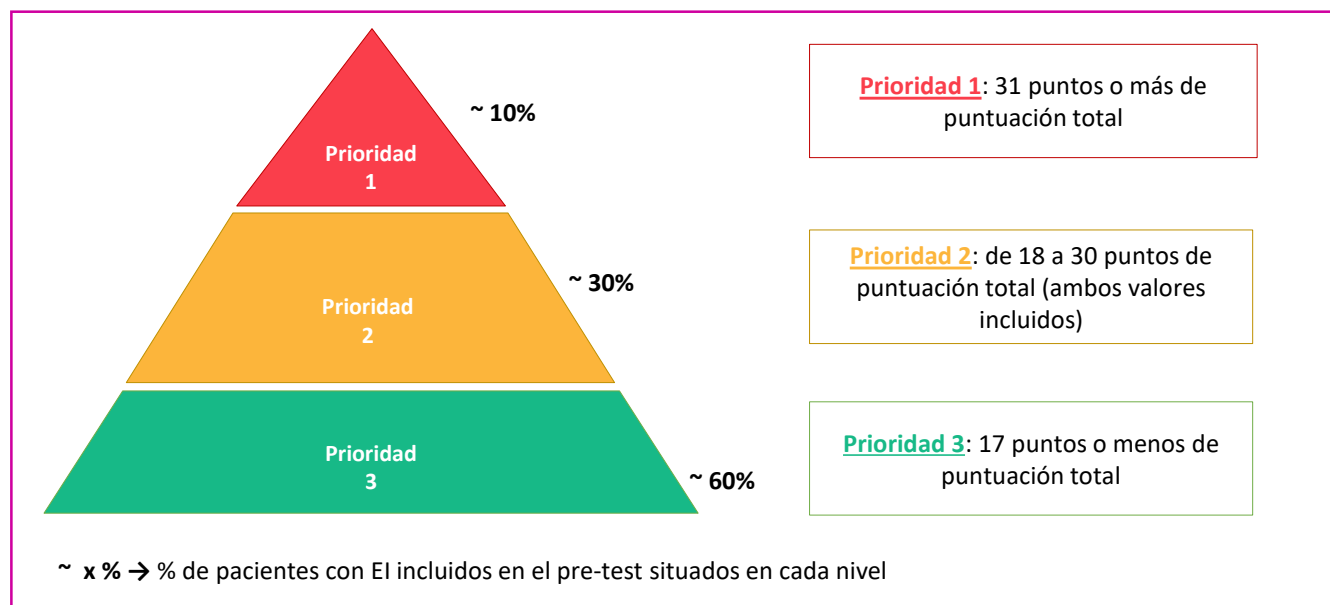 ~ 10%
Prioridad
1
Prioridad 1: 31 puntos o más de
puntuación total
~ 30%
Prioridad
2
Prioridad 2: de 18 a 30 puntos de
puntuación total (ambos valores
incluidos)
Prioridad
3
~ 60%
Prioridad 3: 17 puntos o menos de
puntuación total
~ x % → % de pacientes con EI incluidos en el pre-test situados en cada nivel